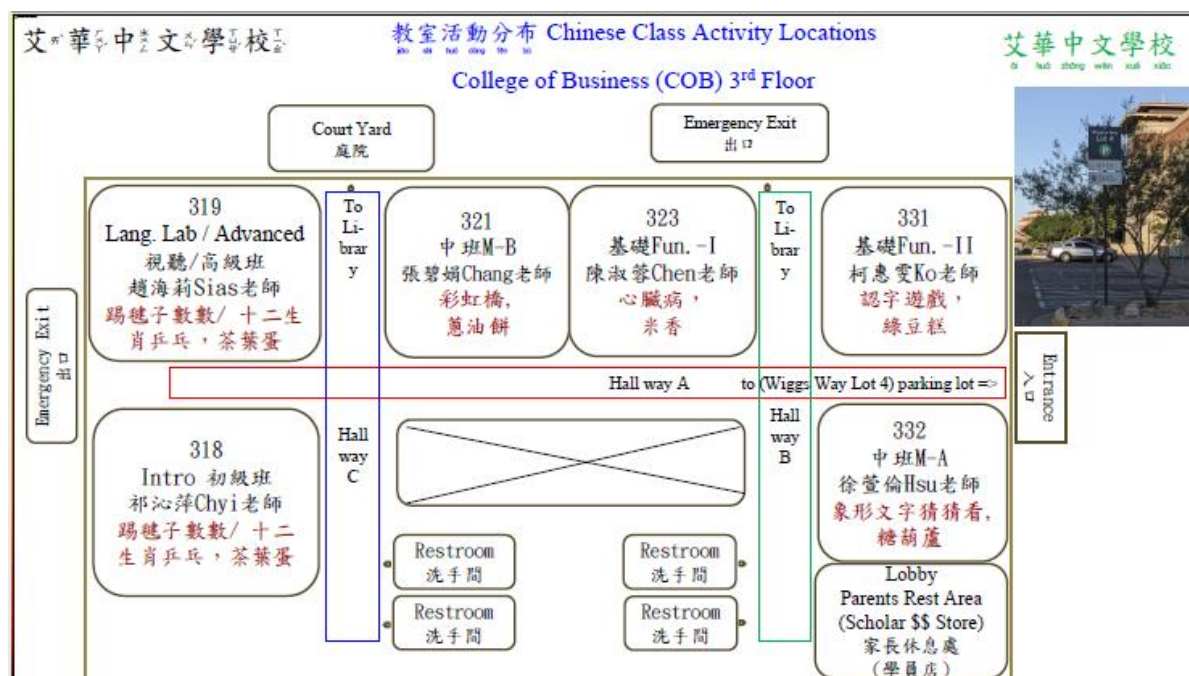 艾華中文學校
教室活動分布 Chinese Class Activity Locations
jiào shì huó dòng fēn bù
College of Business (COB) 3rd Floor
艾華中文學校
ài huá zhōng wén xué xiào
Court Yard
庭院
Emergency Exit
出口
319
Lang. Lab / Advanced
視聽/高級班
趙海莉Sias老師
踢毽子數數/ 十二生
肖乒乓，茶葉蛋
To
Li-
brar
y
321
中班M-B
張碧娟Chang老師
彩虹橋,
蔥油餅
323
基礎Fun. -I
陳淑蓉Chen老師
心臟病，
米香
To
Li-
brar
y
331
基礎Fun. -II
柯惠雯Ko老師
認字遊戲，
綠豆糕
Emergency Exit
出口
Hall way A to (Wiggs Way Lot 4) parking lot =>
Entrance
入口
318
Intro 初級班
祁沁萍Chyi老師
踢毽子數數/ 十二
生肖乒乓，茶葉蛋
Hall
way
C
Hall
way
B
332
中班M-A
徐萱倫Hsu老師
象形文字猜猜看,
糖葫蘆
Restroom
洗手間
Restroom
洗手間
Restroom
洗手間
Restroom
洗手間
Lobby
Parents Rest Area
(Scholar $$ Store)
家長休息處
(學員店)